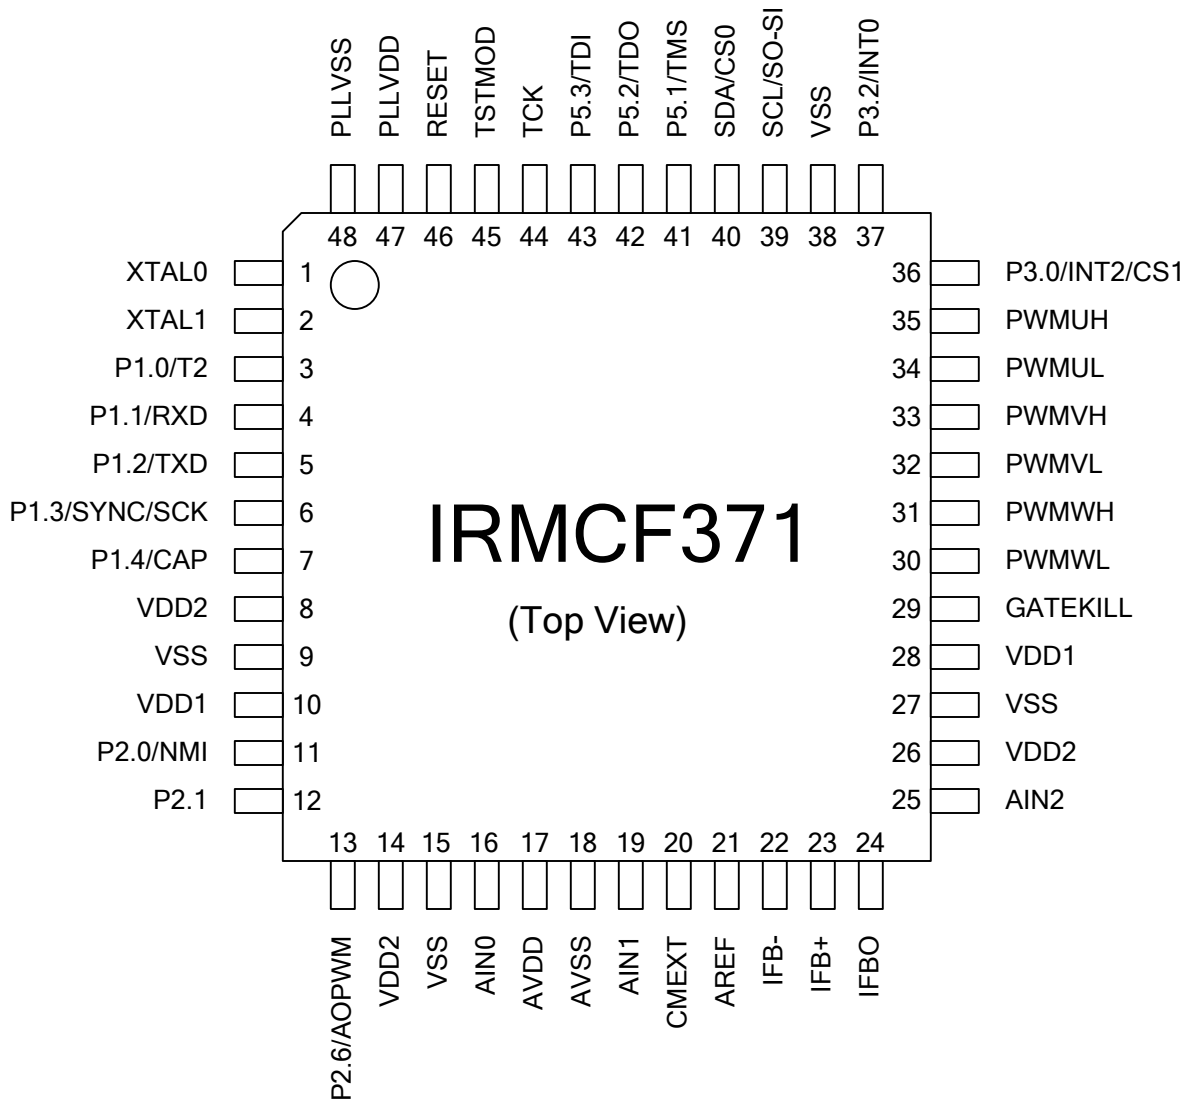 PLLVSS
PLLVDD
RESET
TSTMOD
TCK
P5.3/TDI
P5.2/TDO
P5.1/TMS
SDA/CS0
SCL/SO-SI
VSS
P3.2/INT0
48 47 46 45 44 43 42 41 40 39 38 37
XTAL0 1 36 P3.0/INT2/CS1
XTAL1 2 35 PWMUH
P1.0/T2 3 34 PWMUL
P1.1/RXD 4 33 PWMVH
P1.2/TXD 5 32 PWMVL
P1.3/SYNC/SCK 6 31 PWMWH
IRMCF371
P1.4/CAP 7 30 PWMWL
VDD2 8 29 GATEKILL
(Top View)
VSS 9 28 VDD1
VDD1 10 27 VSS
P2.0/NMI 11 26 VDD2
P2.1 12 25 AIN2
13 14 15 16 17 18 19 20 21 22 23 24
P2.6/AOPWM
VDD2
VSS
AIN0
AVDD
AVSS
AIN1
CMEXT
AREF
IFB-
IFB+
IFBO